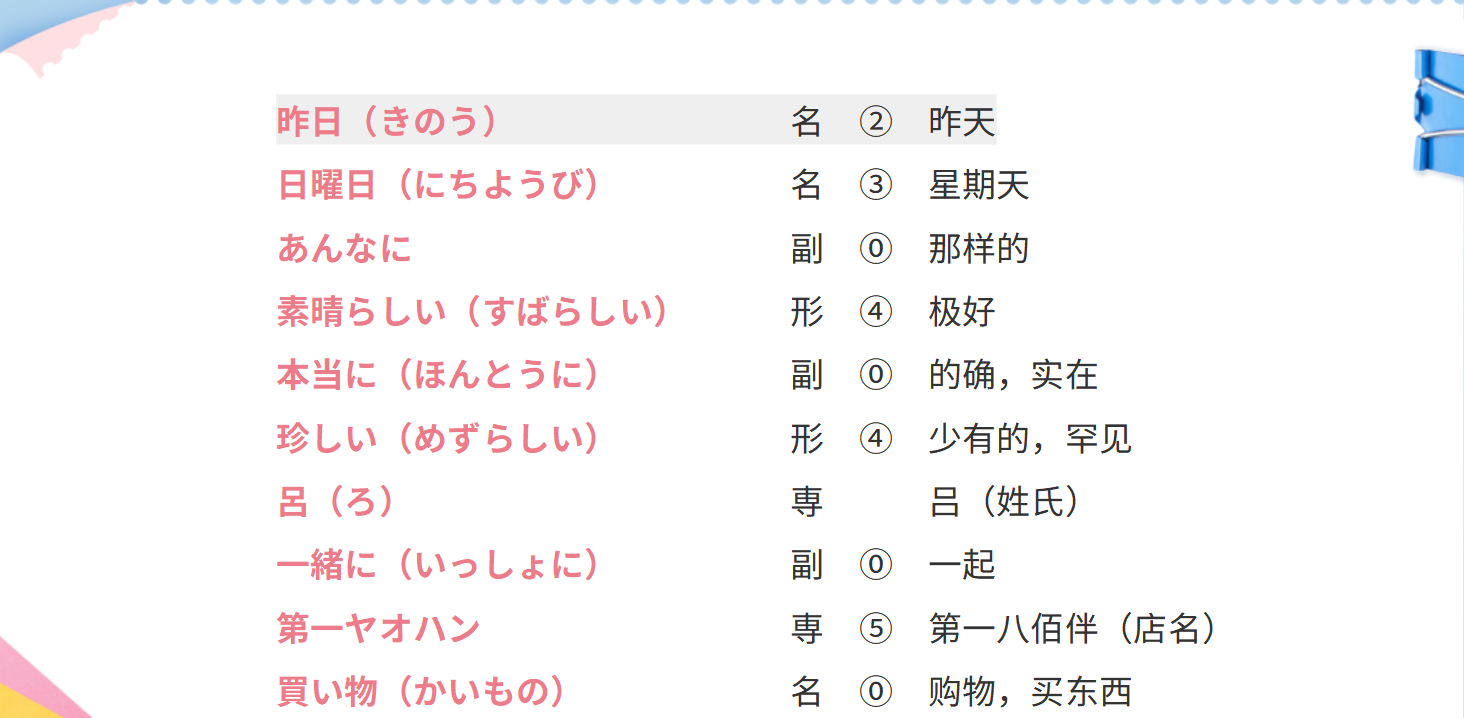 昨日（きのう） 名 ② 昨天
日曜日（にちようび） 名 ③ 星期天
あんなに 副 ⓪ 那样的
素晴らしい（すばらしい） 形 ④ 极好
本当に（ほんとうに） 副 ⓪ 的确，实在
珍しい（めずらしい） 形 ④ 少有的，罕见
呂（ろ） 専 吕（姓氏）
一緒に（いっしょに） 副 ⓪ 一起
第一ヤオハン 専 ⑤ 第一八佰伴（店名）
買い物（かいもの） 名 ⓪ 购物，买东西